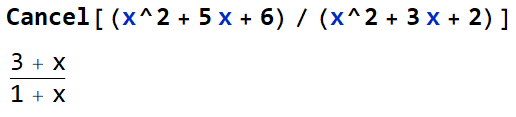 Cancel[(x^2 + 5 x + 6) / (x^2 + 3 x + 2)]
3 + x
1 + x